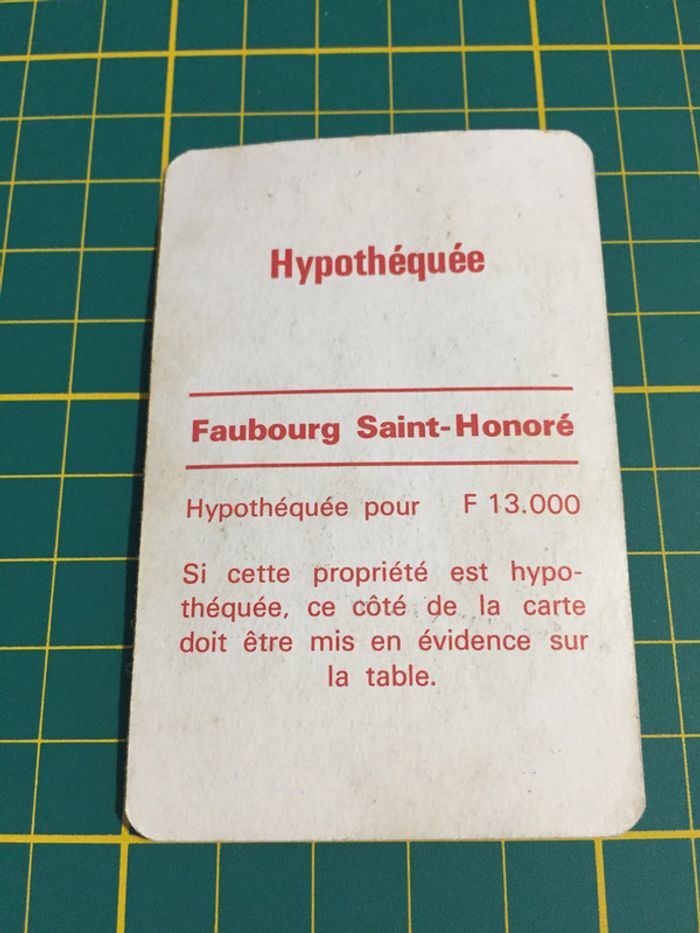 Hypothéquée
Faubourg Saint-Honoré
Hypothéquée pour F 13.000
Si cette propriété est hypo-
théquée, ce côté de la carte
doit être mis en évidence sur
la table.